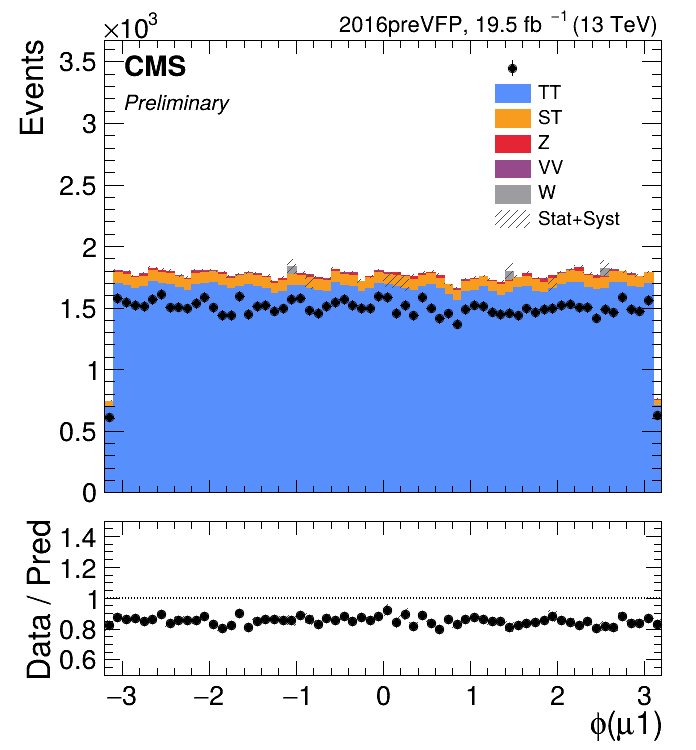 ×10³
2016preVFP, 19.5 fb⁻¹ (13 TeV)
Events
CMS
Preliminary
TT
ST
Z
VV
W
Stat+Syst
3.5
3
2.5
2
1.5
1
0.5
0
Data / Pred
1.4
1.2
1
0.8
0.6
−3 −2 −1 0 1 2 3
ϕ(μ1)